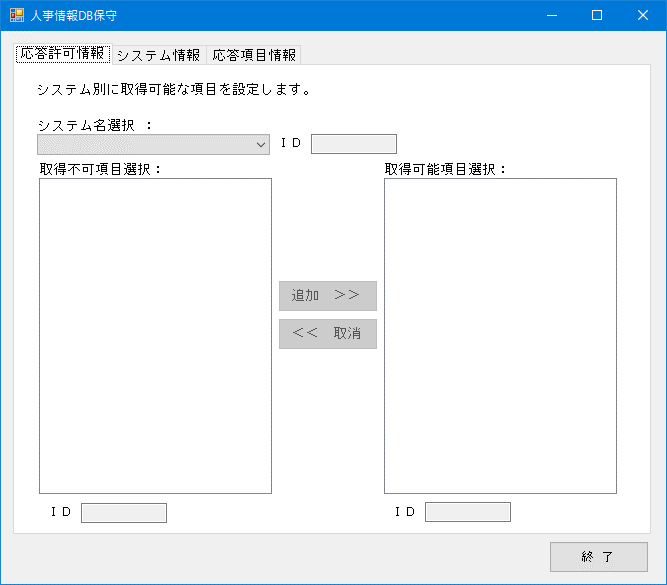 人事情報DB保守
応答許可情報 システム情報 応答項目情報
システム別に取得可能な項目を設定します。
システム名選択 ：
ＩＤ
取得不可項目選択：
取得可能項目選択：
追加 ＞＞
＜＜ 取消
ＩＤ
ＩＤ
終 了